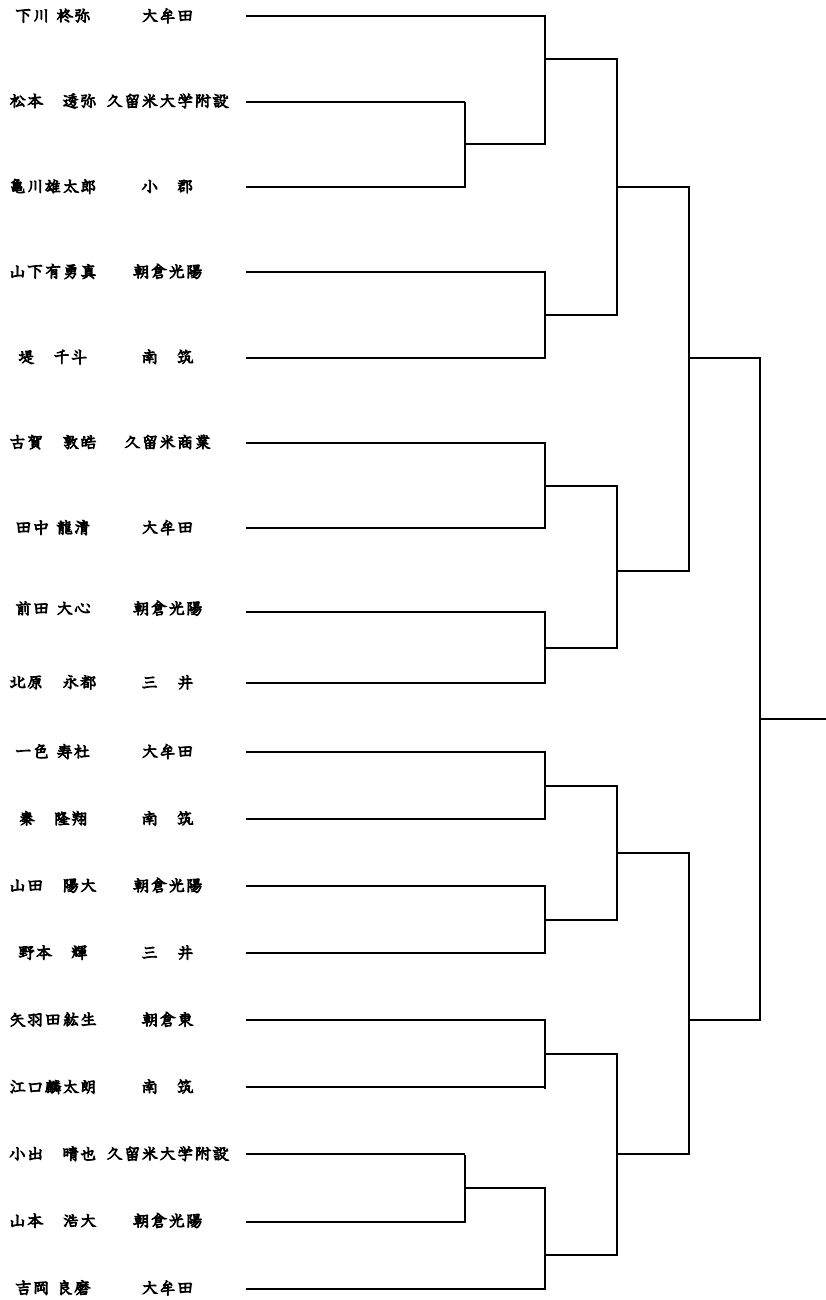 下川 柊弥 大牟田
松本 透弥 久留米大学附設
亀川雄太郎 小 郡
山下有勇真 朝倉光陽
堤 千斗 南 筑
古賀 敦皓 久留米商業
田中 龍清 大牟田
前田 大心 朝倉光陽
北原 永都 三 井
一色 寿杜 大牟田
秦 隆翔 南 筑
山田 陽大 朝倉光陽
野本 輝 三 井
矢羽田紘生 朝倉東
江口麟太朗 南 筑
小出 晴也 久留米大学附設
山本 浩大 朝倉光陽
吉岡 良磨 大牟田